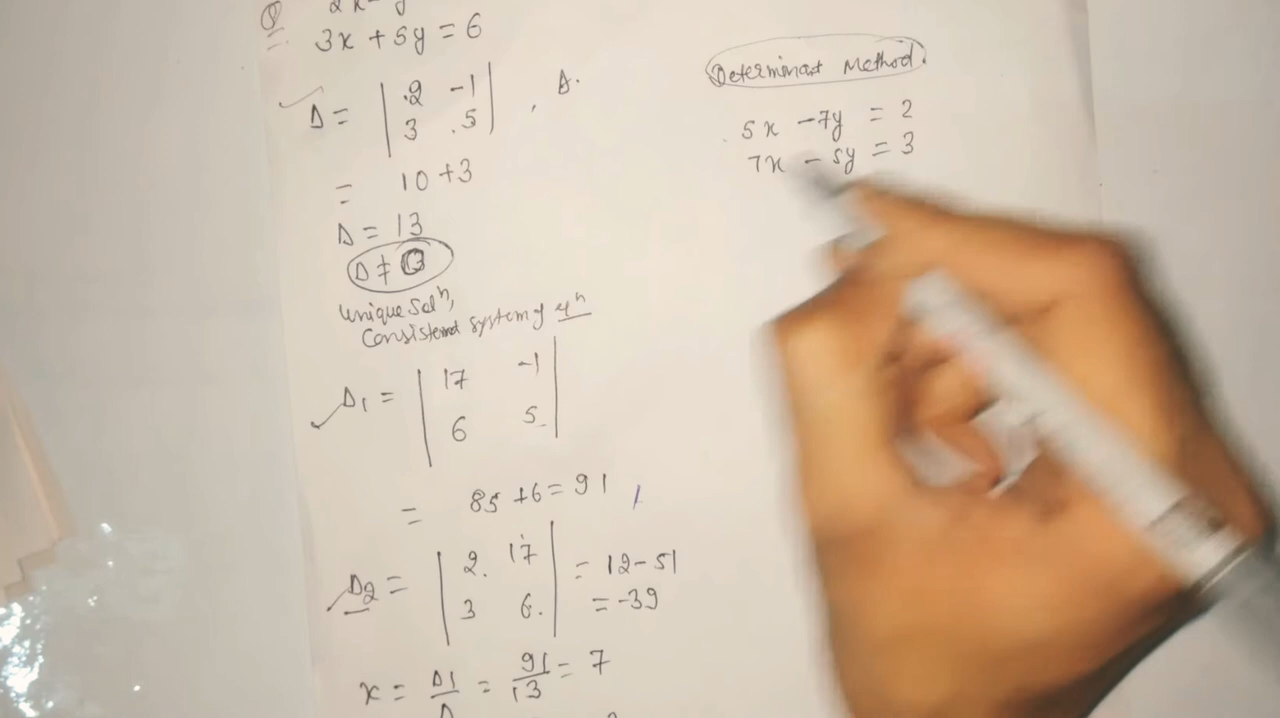 Q
3x + 5y = 6
Δ = | 2 -1 | , Δ.
| 3 5 |
= 10 + 3
Δ = 13
Δ ≠ 0
Unique Solⁿ,
Consistent system of eqⁿ
Δ1 = | 17 -1 |
| 6 5 |
= 85 + 6 = 91
Δ2 = | 2 17 | = 12 - 51
| 3 6 | = -39
x = Δ1/Δ = 91/13 = 7
Determinant Method.
5x - 7y = 2
7x - 5y = 3